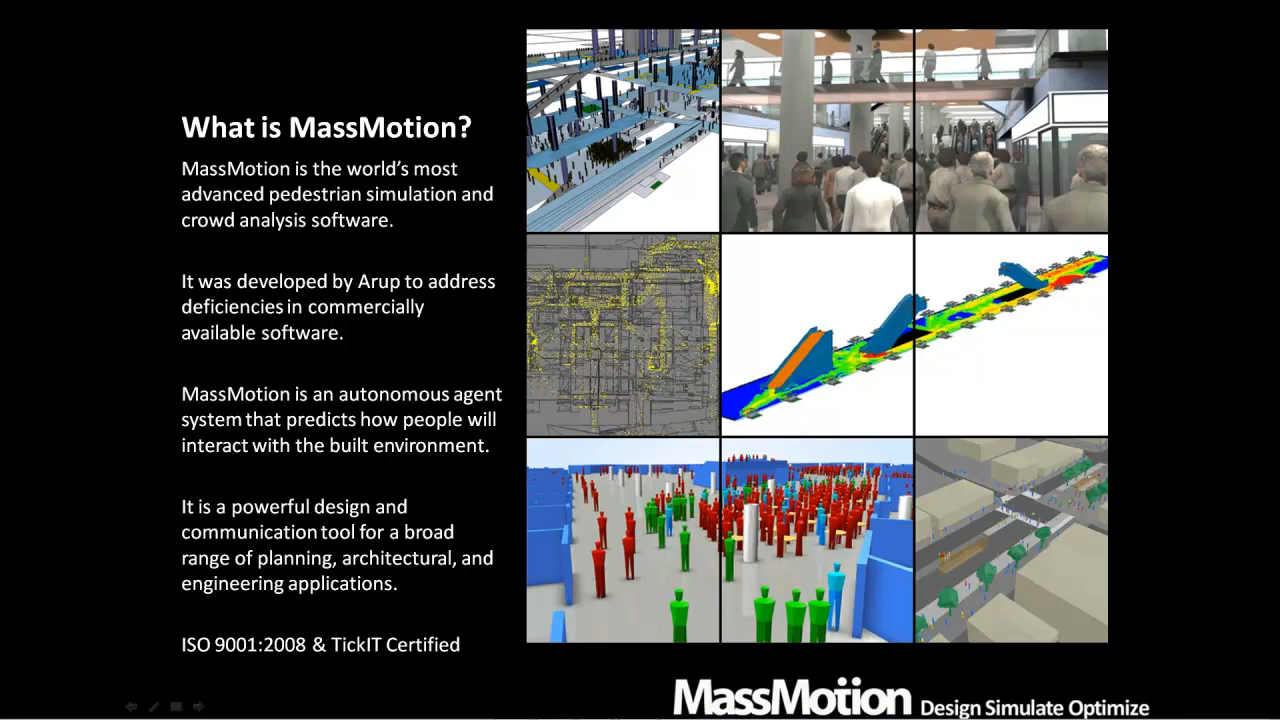 What is MassMotion?
MassMotion is the world's most
advanced pedestrian simulation and
crowd analysis software.
It was developed by Arup to address
deficiencies in commercially
available software.
MassMotion is an autonomous agent
system that predicts how people will
interact with the built environment.
It is a powerful design and
communication tool for a broad
range of planning, architectural, and
engineering applications.
ISO 9001:2008 & TickIT Certified
MassMotion Design Simulate Optimize